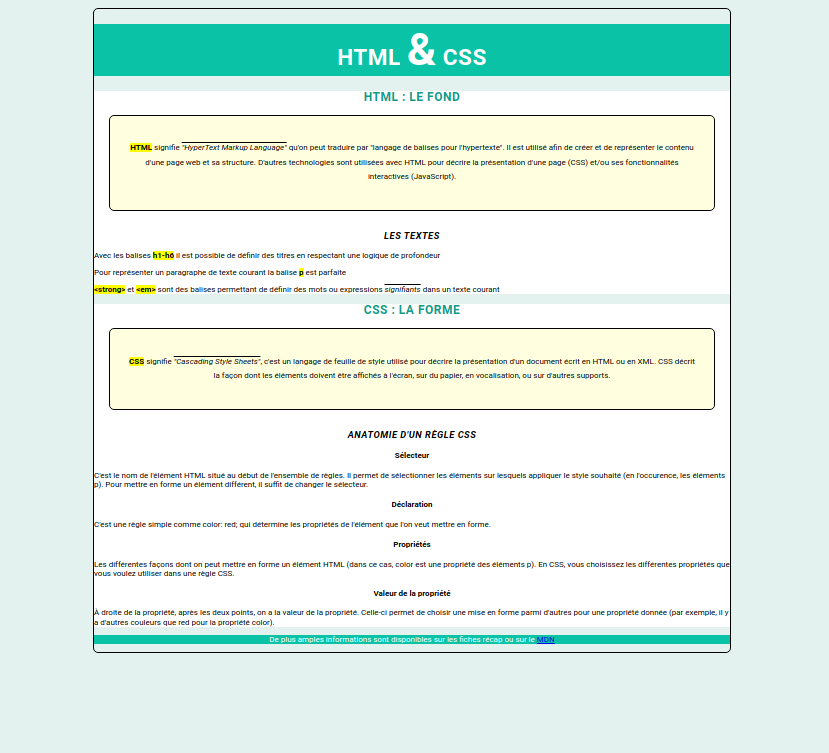 HTML & CSS
HTML : LE FOND
HTML signifie "HyperText Markup Language" qu'on peut traduire par "langage de balises pour l'hypertexte". Il est utilisé afin de créer et de représenter le contenu
d'une page web et sa structure. D'autres technologies sont utilisées avec HTML pour décrire la présentation d'une page (CSS) et/ou ses fonctionnalités
interactives (JavaScript).
LES TEXTES
Avec les balises h1-h6 il est possible de définir des titres en respectant une logique de profondeur
Pour représenter un paragraphe de texte courant la balise p est parfaite
<strong> et <em> sont des balises permettant de définir des mots ou expressions signifiants dans un texte courant
CSS : LA FORME
CSS signifie "Cascading Style Sheets", c'est un langage de feuille de style utilisé pour décrire la présentation d'un document écrit en HTML ou en XML. CSS décrit
la façon dont les éléments doivent être affichés à l'écran, sur du papier, en vocalisation, ou sur d'autres supports.
ANATOMIE D'UN RÈGLE CSS
Sélecteur
C'est le nom de l'élément HTML situé au début de l'ensemble de règles. Il permet de sélectionner les éléments sur lesquels appliquer le style souhaité (en l'occurence, les éléments
p). Pour mettre en forme un élément différent, il suffit de changer le sélecteur.
Déclaration
C'est une règle simple comme color: red; qui détermine les propriétés de l'élément que l'on veut mettre en forme.
Propriétés
Les différentes façons dont on peut mettre en forme un élément HTML (dans ce cas, color est une propriété des éléments p). En CSS, vous choisissez les différentes propriétés que
vous voulez utiliser dans une règle CSS.
Valeur de la propriété
À droite de la propriété, après les deux points, on a la valeur de la propriété. Celle-ci permet de choisir une mise en forme parmi d'autres pour une propriété donnée (par exemple, il y
a d'autres couleurs que red pour la propriété color).
De plus amples informations sont disponibles sur les fiches récap ou sur le MDN